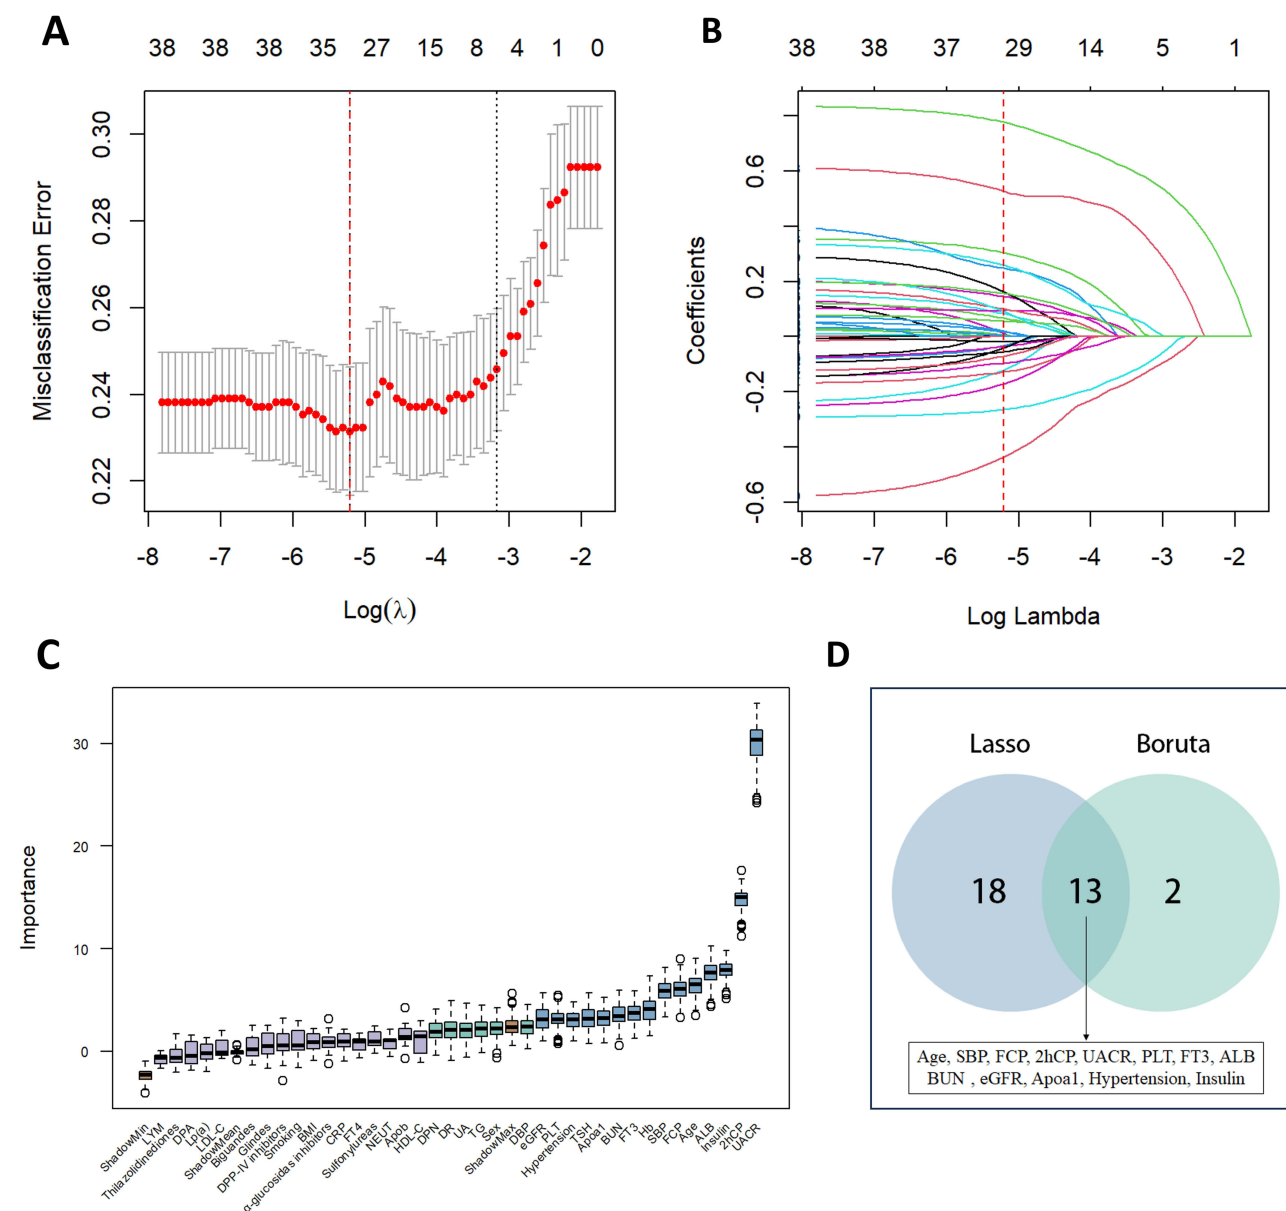 A
38 38 38 35 27 15 8 4 1 0
Misclassification Error
0.30
0.28
0.26
0.24
0.22
-8 -7 -6 -5 -4 -3 -2
Log(λ)
B
38 38 37 29 14 5 1
Coefficients
0.6
0.2
-0.2
-0.6
-8 -7 -6 -5 -4 -3 -2
Log Lambda
C
Importance
30
20
10
0
ShadowMin
LYM
Thilazolidinediones
DPA
Lp(a)
LDL-C
ShadowMean
Biguandes
Glindes
DPP-IV inhibitors
Smoking
BMI
α-glucosidas inhibitors
CRP
FT4
Sulfonylureas
NEUT
Apob
HDL-C
DPN
DR
UA
TG
Sex
ShadowMax
DBP
eGFR
PLT
Hypertension
TSH
Apoa1
BUN
FT3
Hb
SBP
FCP
Age
ALB
Insulin
2hCP
UACR
D
Lasso Boruta
18 13 2
Age, SBP, FCP, 2hCP, UACR, PLT, FT3, ALB
BUN , eGFR, Apoa1, Hypertension, Insulin